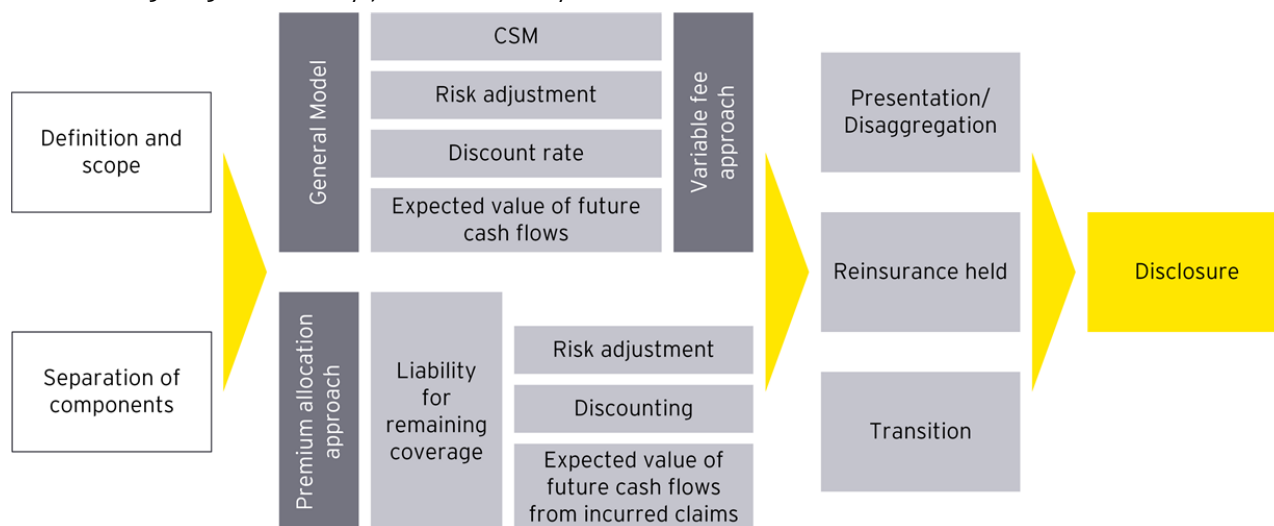 Definition and
scope
Separation of
components
General Model
CSM
Risk adjustment
Discount rate
Expected value of future
cash flows
Variable fee
approach
Premium allocation
approach
Liability
for
remaining
coverage
Risk adjustment
Discounting
Expected value of
future cash flows
from incurred claims
Presentation/
Disaggregation
Reinsurance held
Transition
Disclosure